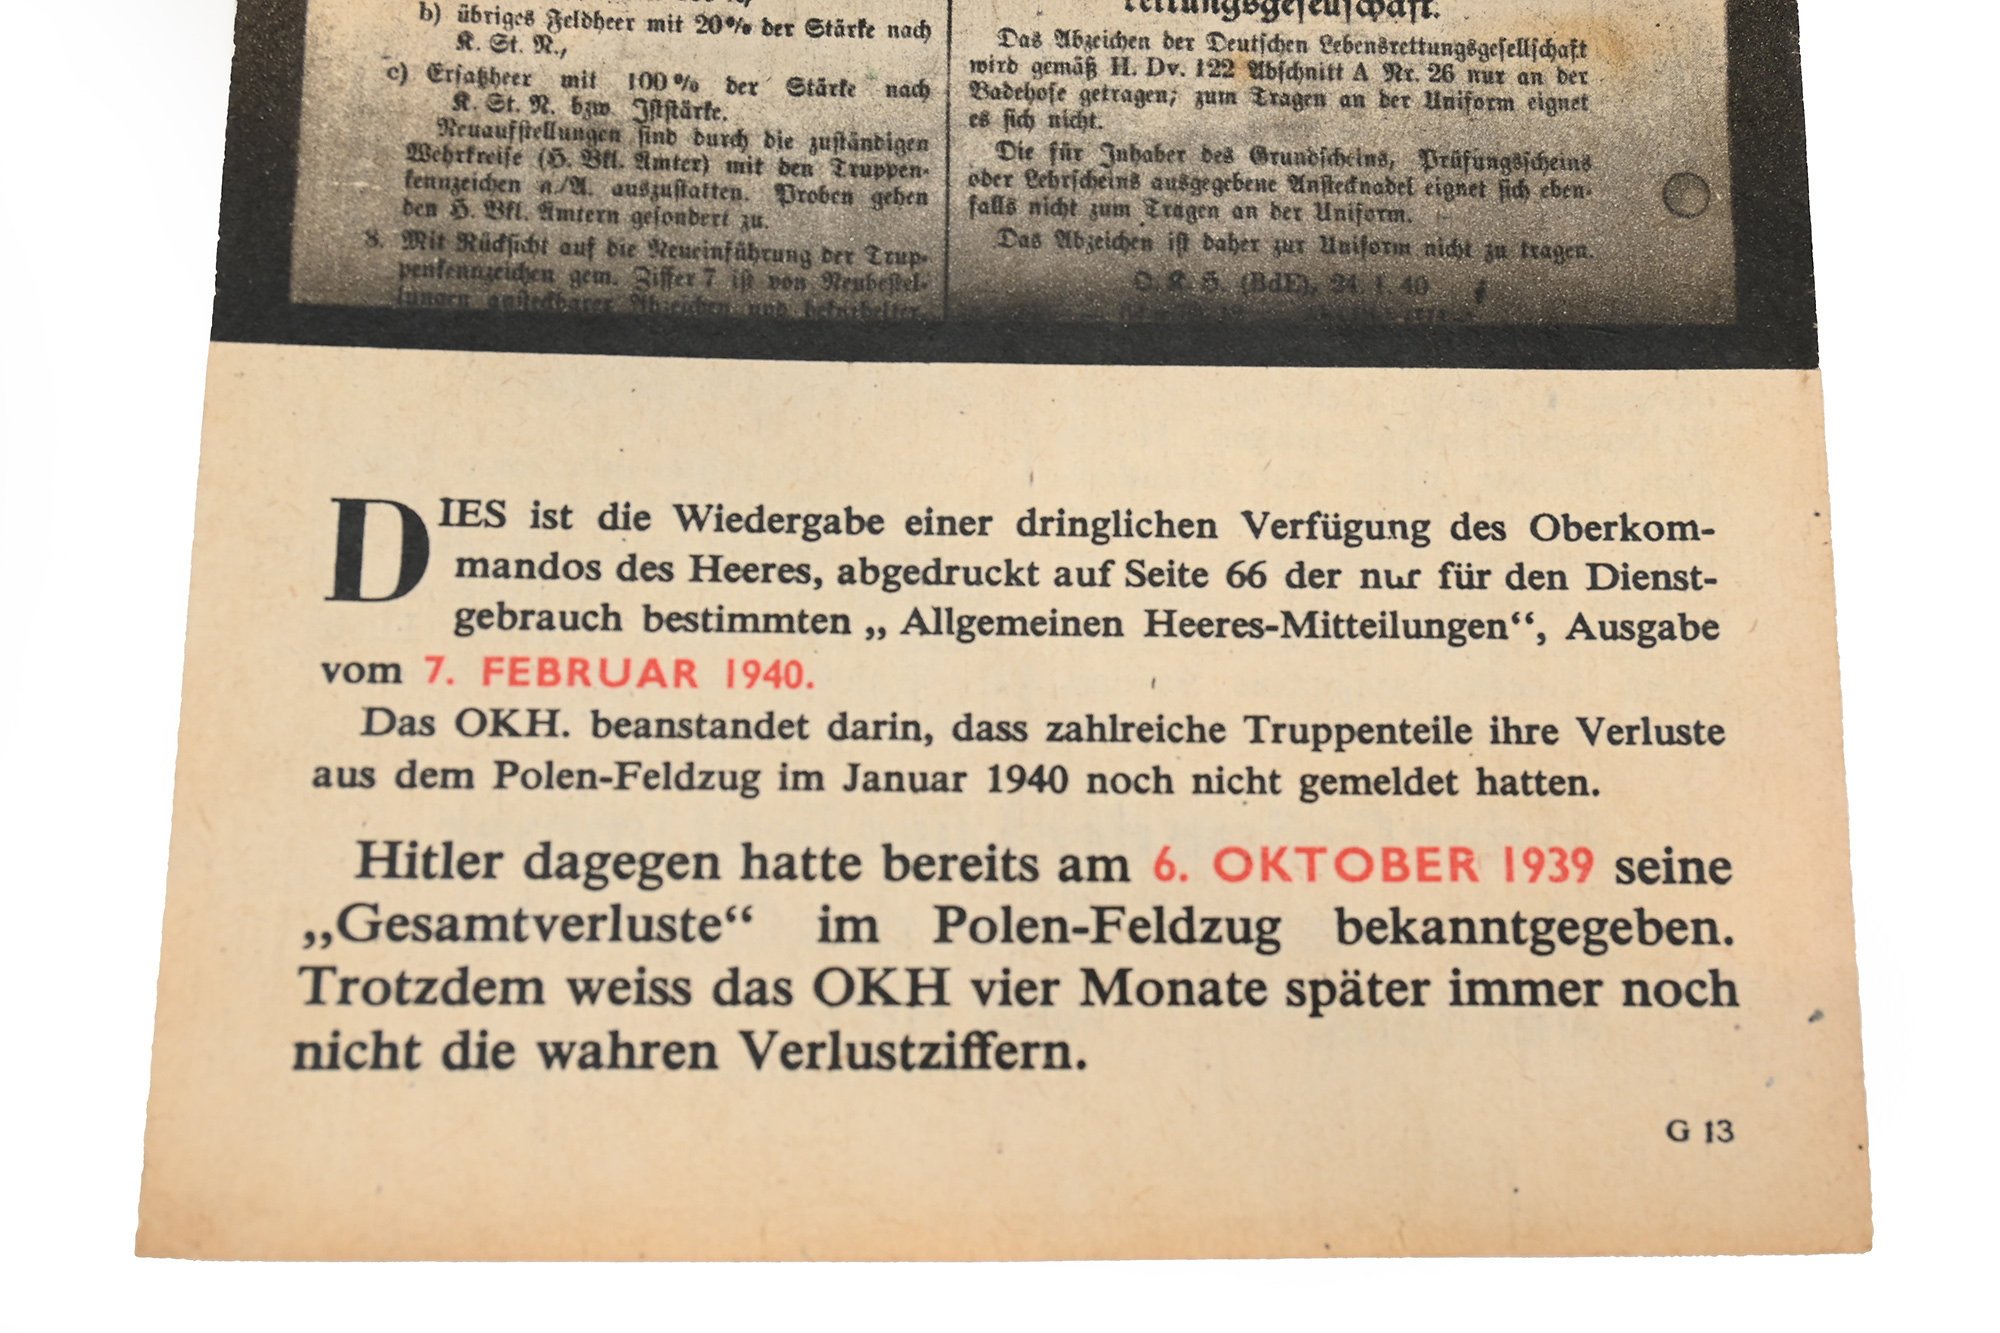 b) übriges Feldheer mit 20% der Stärke nach
K. St. N.,
c) Ersatzheer mit 100% der Stärke nach
K. St. N. bzw. Iststärke.
Neuaufstellungen sind durch die zuständigen
Wehrkreise (H. Bkl. Ämter) mit den Truppen-
kennzeichen n/A. auszustatten. Proben gehen
den H. Bkl. Ämtern gesondert zu.
8. Mit Rücksicht auf die Neueinführung der Trup-
penkennzeichen gem. Ziffer 7 ist von Neubestel-
lungen ansteckbarer Abzeichen und
rettungsgesellschaft.
Das Abzeichen der Deutschen Lebensrettungsgesellschaft
wird gemäß H. Dv. 122 Abschnitt A Nr. 26 nur an der
Badehose getragen; zum Tragen an der Uniform eignet
es sich nicht.
Die für Inhaber des Grundscheins, Prüfungsscheins
oder Lehrscheins ausgegebene Anstecknadel eignet sich eben-
falls nicht zum Tragen an der Uniform.
Das Abzeichen ist daher zur Uniform nicht zu tragen.
O. K. H. (BdE), 24. 1. 40
DIES ist die Wiedergabe einer dringlichen Verfügung des Oberkom-
mandos des Heeres, abgedruckt auf Seite 66 der nur für den Dienst-
gebrauch bestimmten „Allgemeinen Heeres-Mitteilungen“, Ausgabe
vom 7. FEBRUAR 1940.
Das OKH. beanstandet darin, dass zahlreiche Truppenteile ihre Verluste
aus dem Polen-Feldzug im Januar 1940 noch nicht gemeldet hatten.
Hitler dagegen hatte bereits am 6. OKTOBER 1939 seine
„Gesamtverluste“ im Polen-Feldzug bekanntgegeben.
Trotzdem weiss das OKH vier Monate später immer noch
nicht die wahren Verlustziffern.
G 13